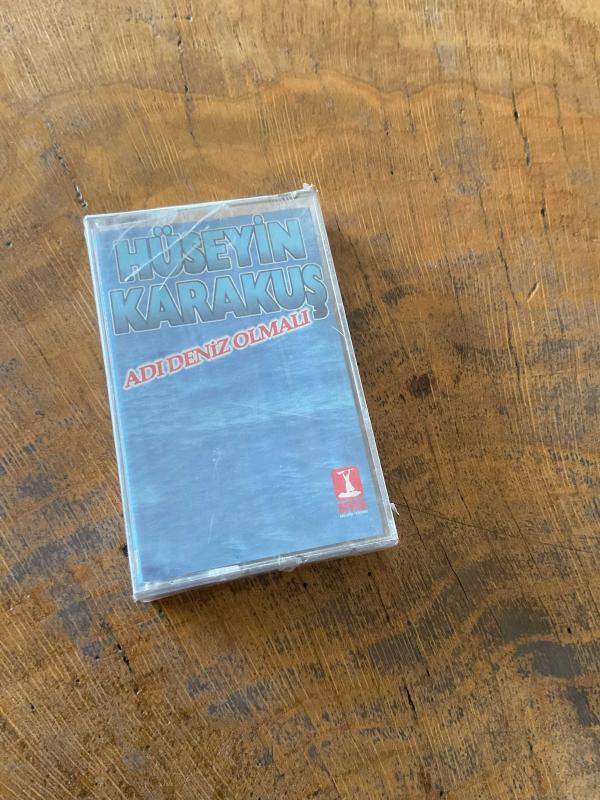 HÜSEYİN
KARAKUŞ
ADI DENİZ OLMALI